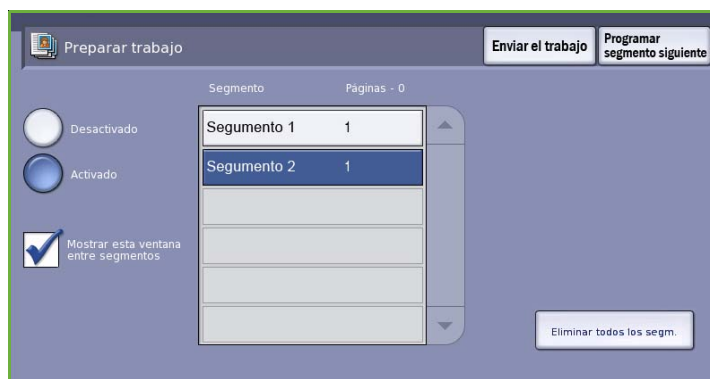 Preparar trabajo
Enviar el trabajo
Programar
segmento siguiente
Segmento Páginas - 0
Desactivado
Segumento 1 1
Activado
Segumento 2 1
Mostrar esta ventana
entre segmentos
Eliminar todos los segm.